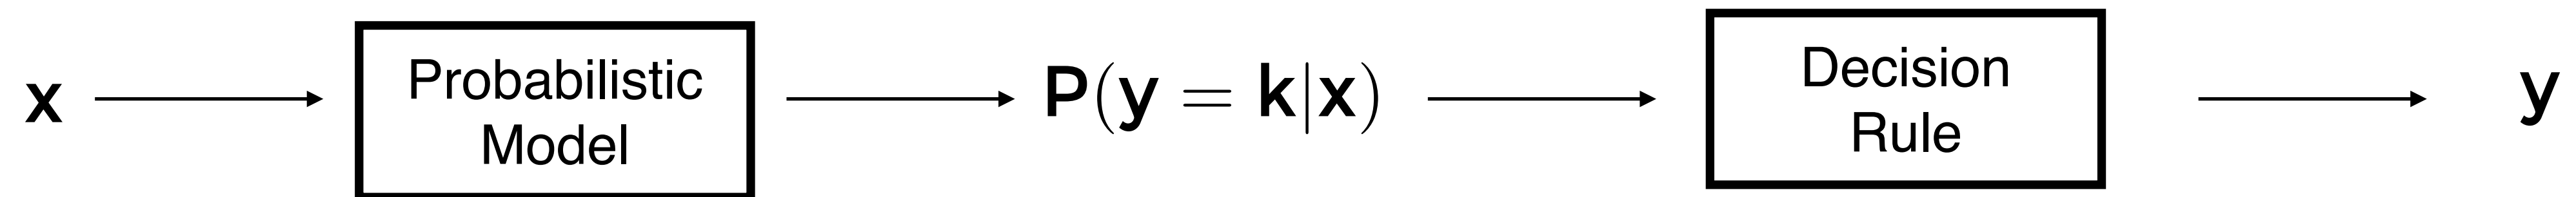 x
Probabilistic
Model
P(y = k|x)
Decision
Rule
y